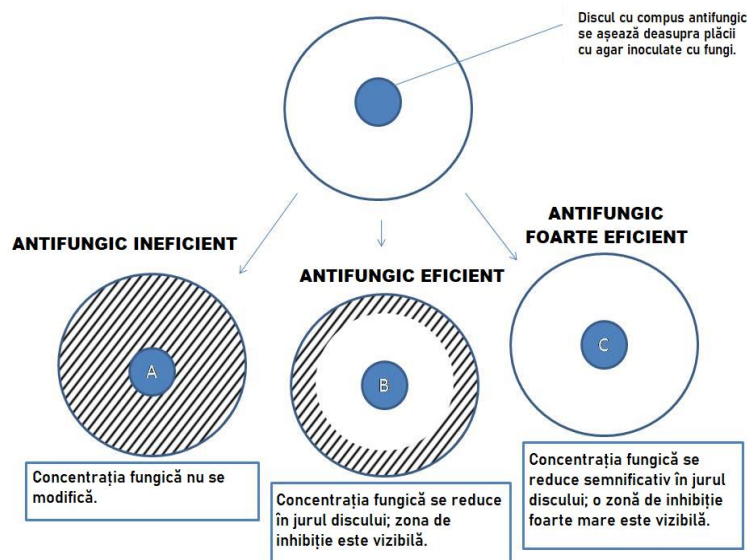 Discul cu compus antifungic
se așează deasupra plăcii
cu agar inoculate cu fungi.
ANTIFUNGIC INEFICIENT
ANTIFUNGIC EFICIENT
ANTIFUNGIC
FOARTE EFICIENT
A
B
C
Concentrația fungică nu se
modifică.
Concentrația fungică se reduce
în jurul discului; zona de
inhibiție este vizibilă.
Concentrația fungică se
reduce semnificativ în jurul
discului; o zonă de inhibiție
foarte mare este vizibilă.